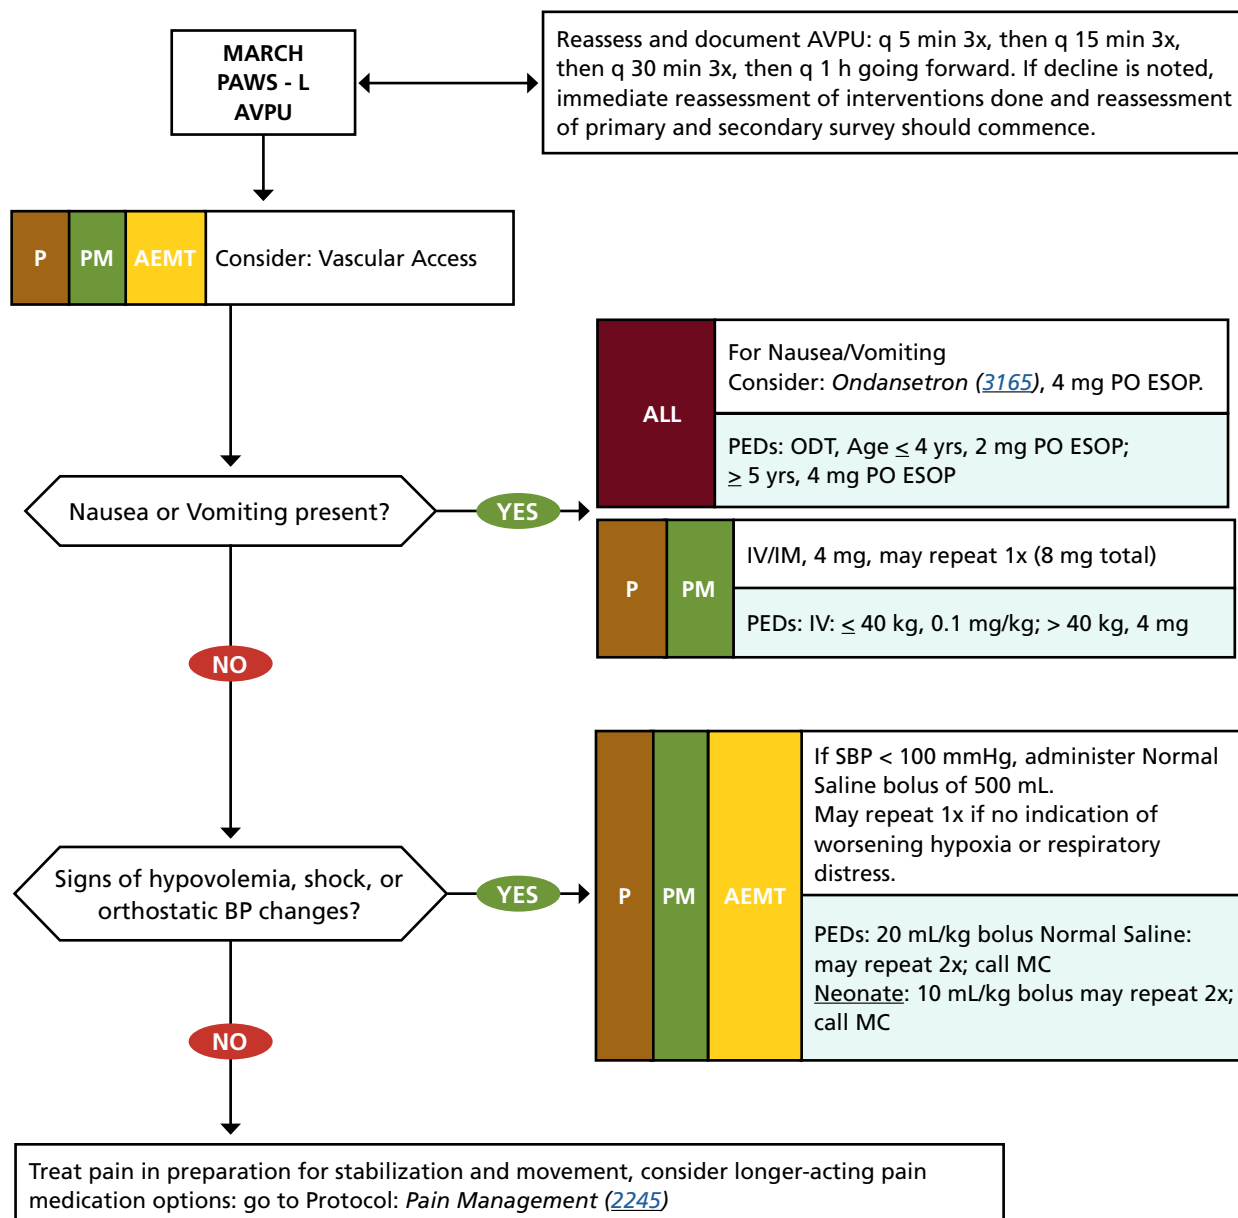 MARCH
PAWS - L
AVPU
Reassess and document AVPU: q 5 min 3x, then q 15 min 3x,
then q 30 min 3x, then q 1 h going forward. If decline is noted,
immediate reassessment of interventions done and reassessment
of primary and secondary survey should commence.
P PM AEMT Consider: Vascular Access
Nausea or Vomiting present?
YES
ALL
For Nausea/Vomiting
Consider: Ondansetron (3165), 4 mg PO ESOP.
PEDs: ODT, Age ≤ 4 yrs, 2 mg PO ESOP;
≥ 5 yrs, 4 mg PO ESOP
P PM
IV/IM, 4 mg, may repeat 1x (8 mg total)
PEDs: IV: ≤ 40 kg, 0.1 mg/kg; > 40 kg, 4 mg
NO
Signs of hypovolemia, shock, or
orthostatic BP changes?
YES
P PM AEMT
If SBP < 100 mmHg, administer Normal
Saline bolus of 500 mL.
May repeat 1x if no indication of
worsening hypoxia or respiratory
distress.
PEDs: 20 mL/kg bolus Normal Saline:
may repeat 2x; call MC
Neonate: 10 mL/kg bolus may repeat 2x;
call MC
NO
Treat pain in preparation for stabilization and movement, consider longer-acting pain
medication options: go to Protocol: Pain Management (2245)